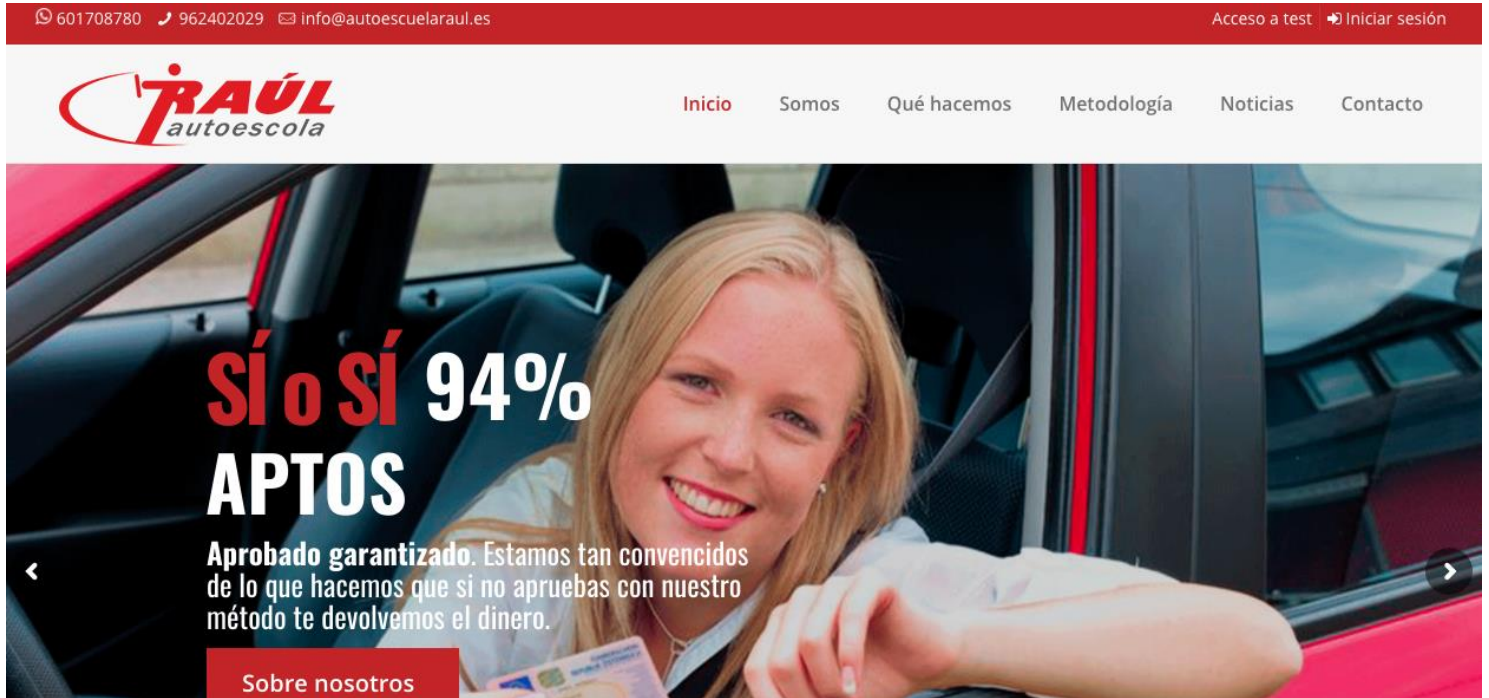 601708780 962402029 info@autoescuelaraul.es Acceso a test Iniciar sesión
RAÚL
autoescola
Inicio Somos Qué hacemos Metodología Noticias Contacto
SÍ o SÍ 94%
APTOS
Aprobado garantizado. Estamos tan convencidos
de lo que hacemos que si no apruebas con nuestro
método te devolvemos el dinero.
Sobre nosotros